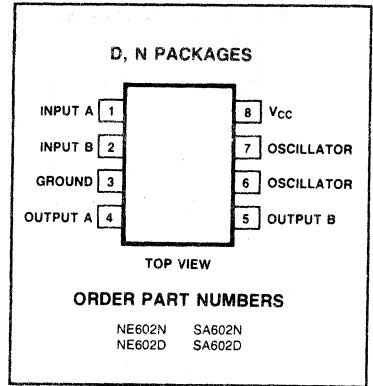 D, N PACKAGES
INPUT A 1 8 VCC
INPUT B 2 7 OSCILLATOR
GROUND 3 6 OSCILLATOR
OUTPUT A 4 5 OUTPUT B
TOP VIEW
ORDER PART NUMBERS
NE602N SA602N
NE602D SA602D